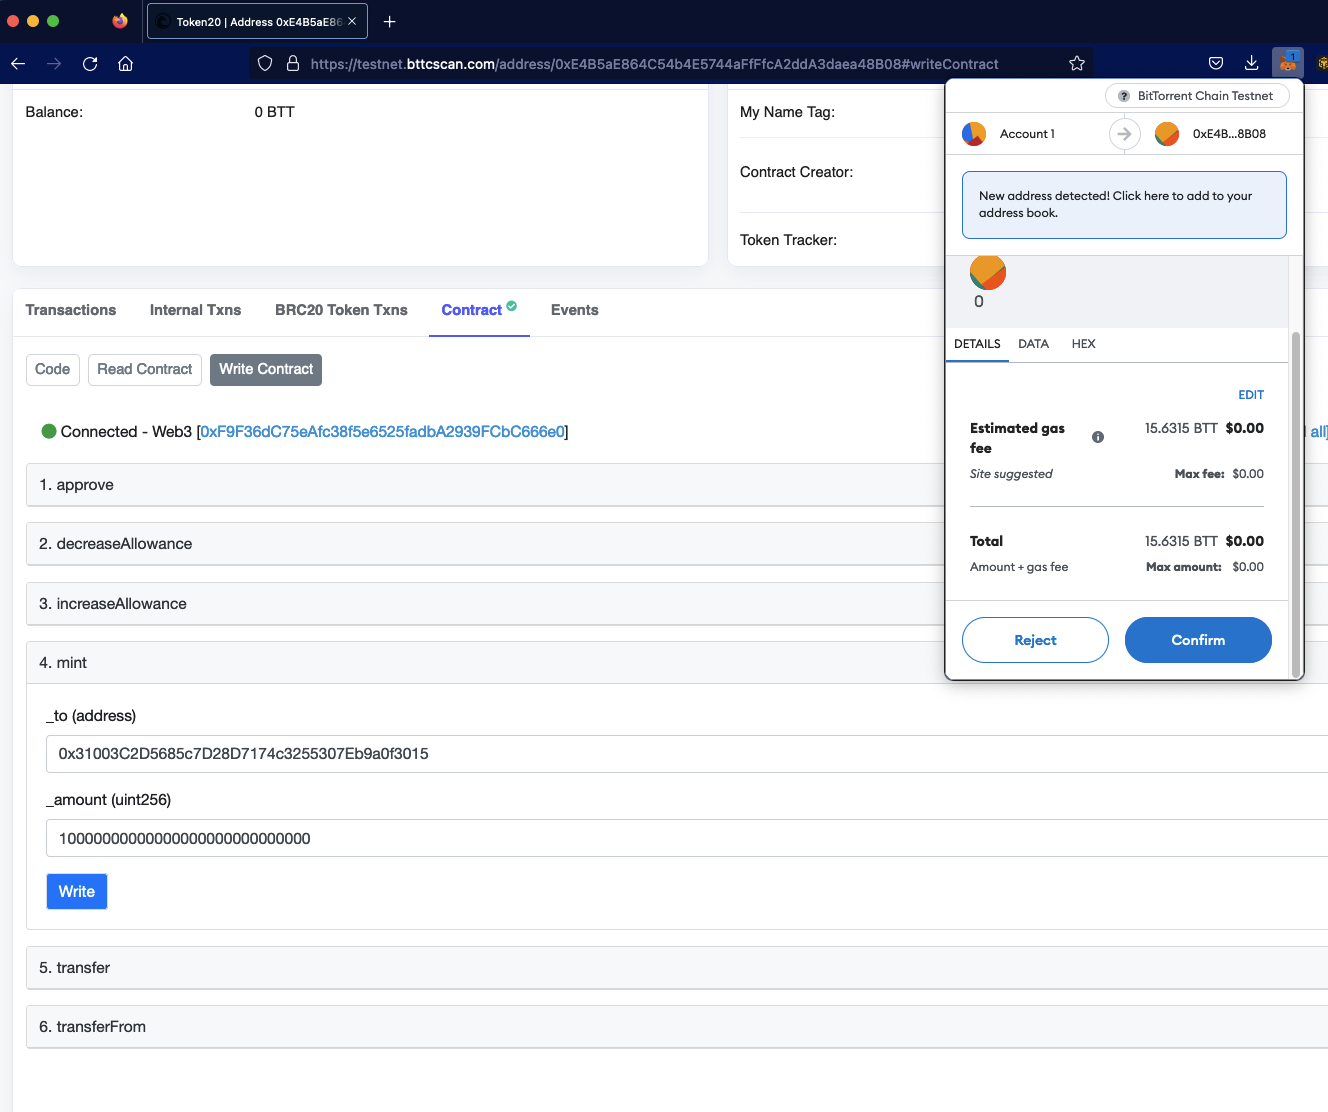 Token20 | Address 0xE4B5aE86
https://testnet.bttcscan.com/address/0xE4B5aE864C54b4E5744aFfFfcA2ddA3daea48B08#writeContract
1
Balance:
0 BTT
My Name Tag:
Contract Creator:
Token Tracker:
Transactions
Internal Txns
BRC20 Token Txns
Contract
Events
Code
Read Contract
Write Contract
Connected - Web3 [0xF9F36dC75eAfc38f5e6525fadbA2939FCbC666e0]
all]
1. approve
2. decreaseAllowance
3. increaseAllowance
4. mint
_to (address)
0x31003C2D5685c7D28D7174c3255307Eb9a0f3015
_amount (uint256)
10000000000000000000000000000
Write
5. transfer
6. transferFrom
? BitTorrent Chain Testnet
Account 1
0xE4B...8B08
New address detected! Click here to add to your
address book.
0
DETAILS
DATA
HEX
EDIT
Estimated gas
fee
15.6315 BTT $0.00
Site suggested
Max fee: $0.00
Total
15.6315 BTT $0.00
Amount + gas fee
Max amount: $0.00
Reject
Confirm